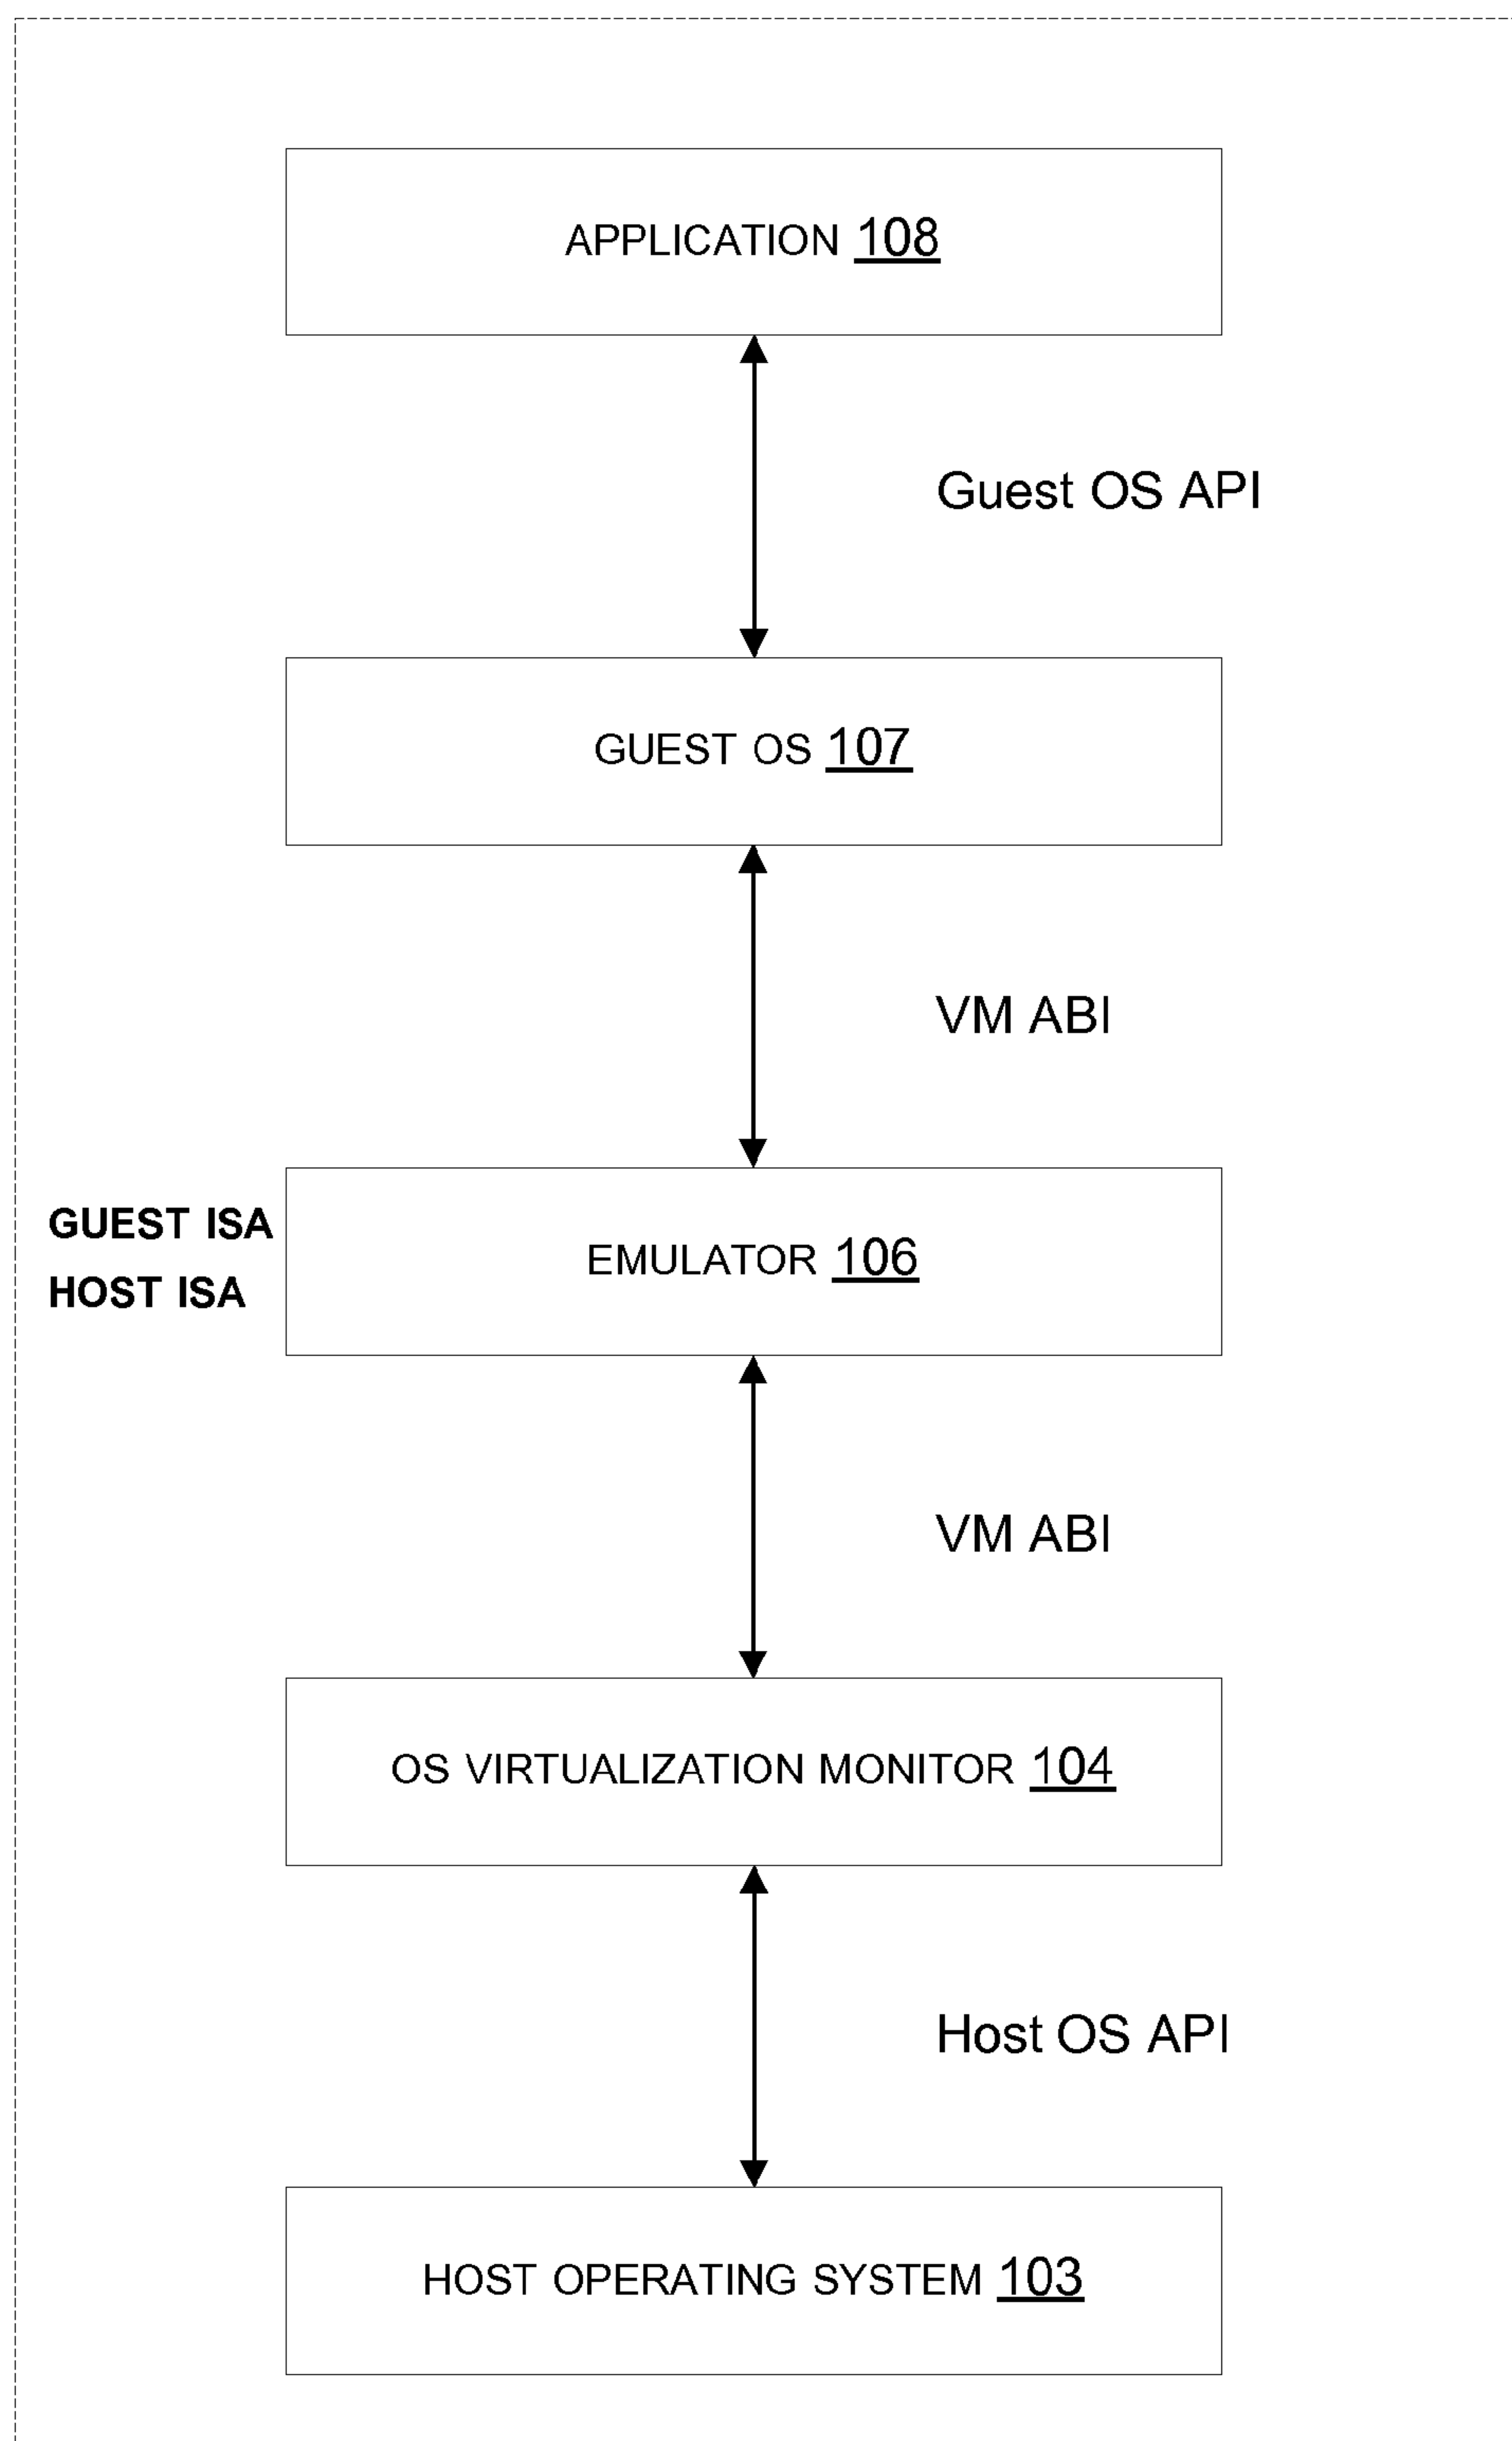 APPLICATION 108
Guest OS API
GUEST OS 107
VM ABI
GUEST ISA
EMULATOR 106
HOST ISA
VM ABI
OS VIRTUALIZATION MONITOR 104
Host OS API
HOST OPERATING SYSTEM 103